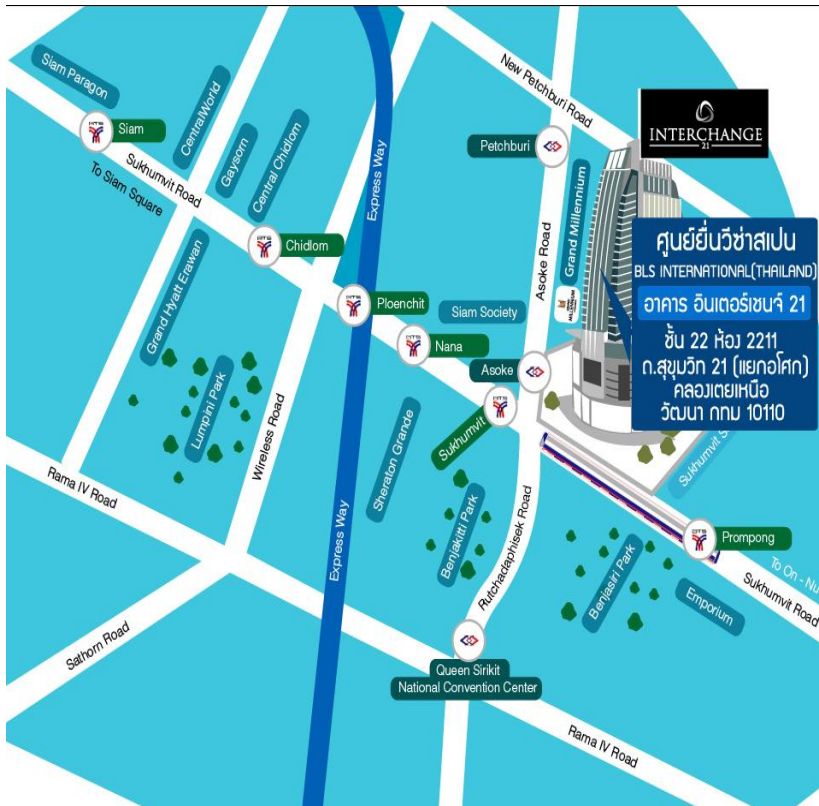 Siam Paragon
Siam
CentralWorld
Gaysorn
Central Chidlom
Sukhumvit Road
To Siam Square
Chidlom
Express Way
New Petchburi Road
Petchburi
Asoke Road
Grand Millennium
INTERCHANGE
21
ศูนย์ยื่นวีซ่าสเปน
BLS INTERNATIONAL(THAILAND)
อาคาร อินเตอร์เชนจ์ 21
ชั้น 22 ห้อง 2211
ถ.สุขุมวิท 21 (แยกอโศก)
คลองเตยเหนือ
วัฒนา กทม 10110
Grand Hyatt Erawan
Lumpini Park
Wireless Road
Ploenchit
Nana
Siam Society
Asoke
Sukhumvit
Sheraton Grande
Benjakitti Park
Rutchadaphisek Road
Sukhumvit
Prompong
To On - Nu
Sukhumvit Road
Benjasiri Park
Emporium
Rama IV Road
Express Way
Sathorn Road
Queen Sirikit
National Convention Center
Rama IV Road